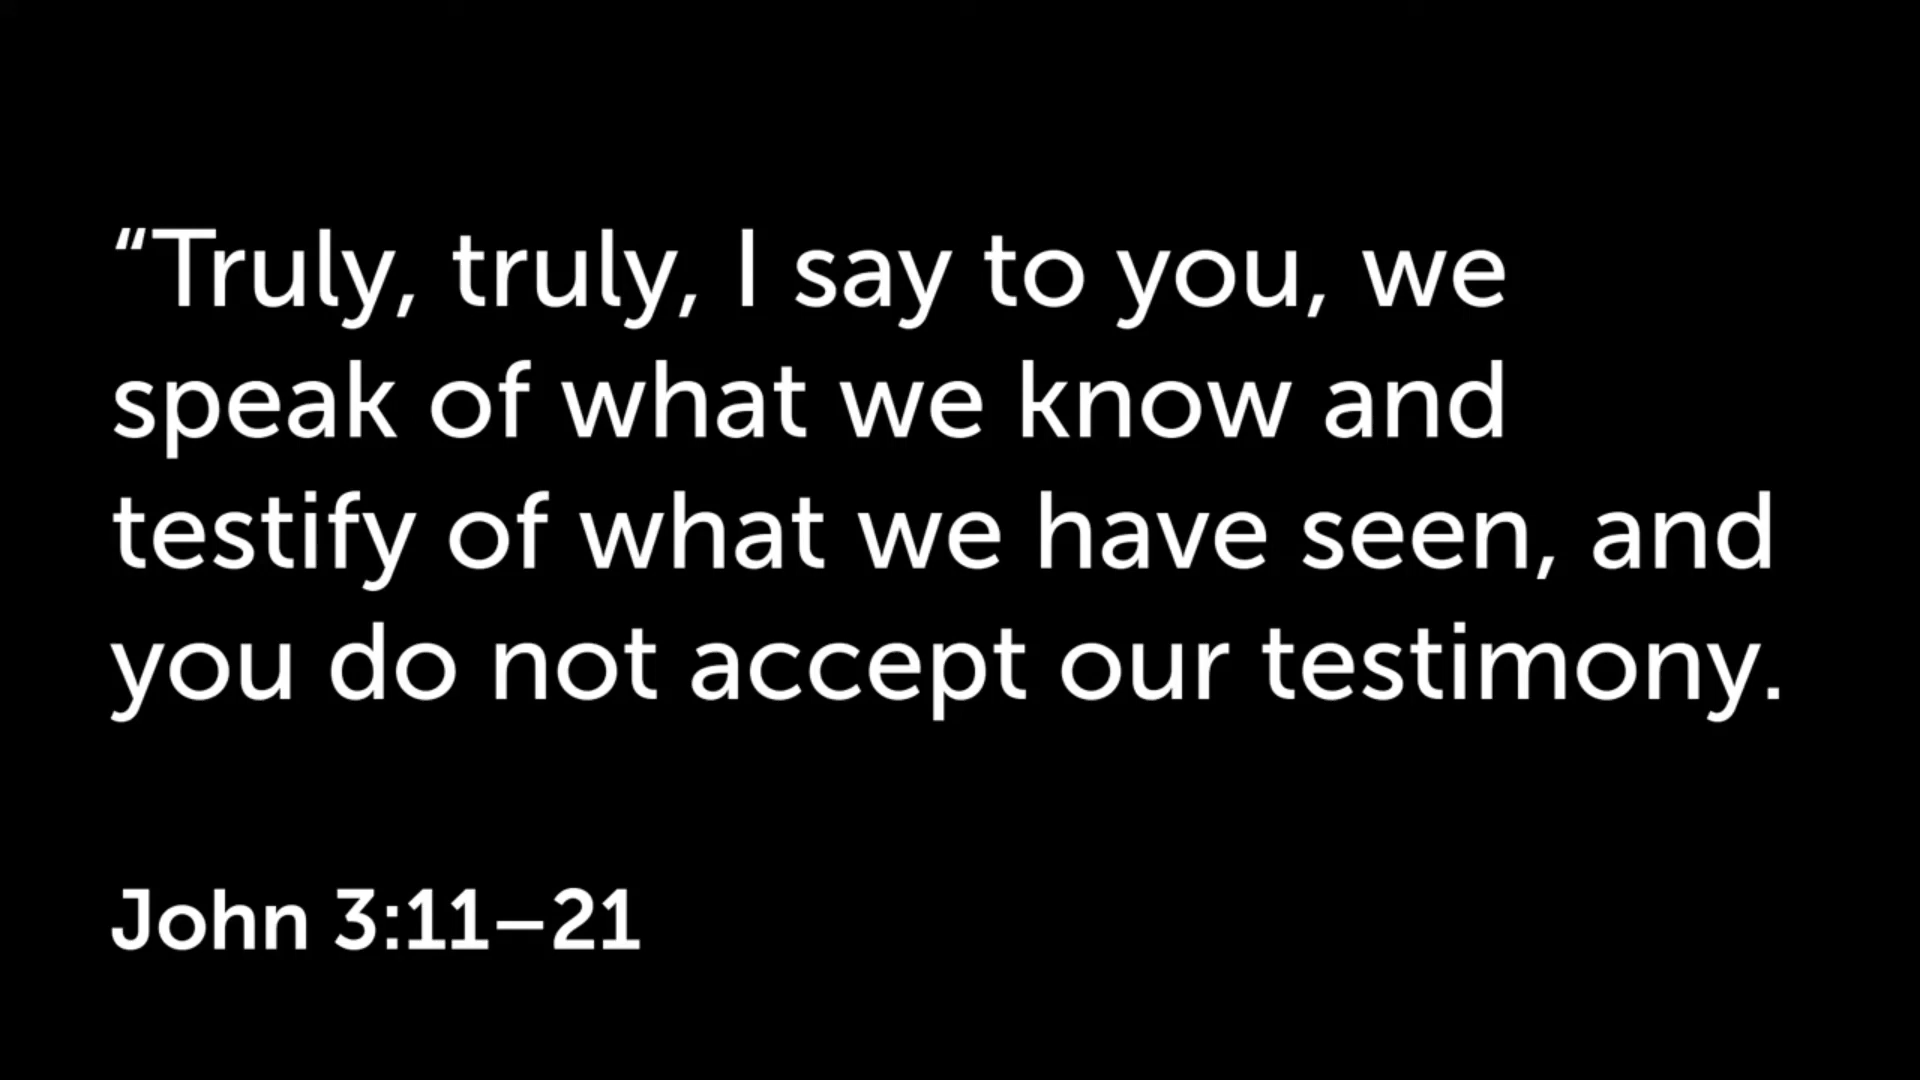 “Truly, truly, I say to you, we
speak of what we know and
testify of what we have seen, and
you do not accept our testimony.
John 3:11–21